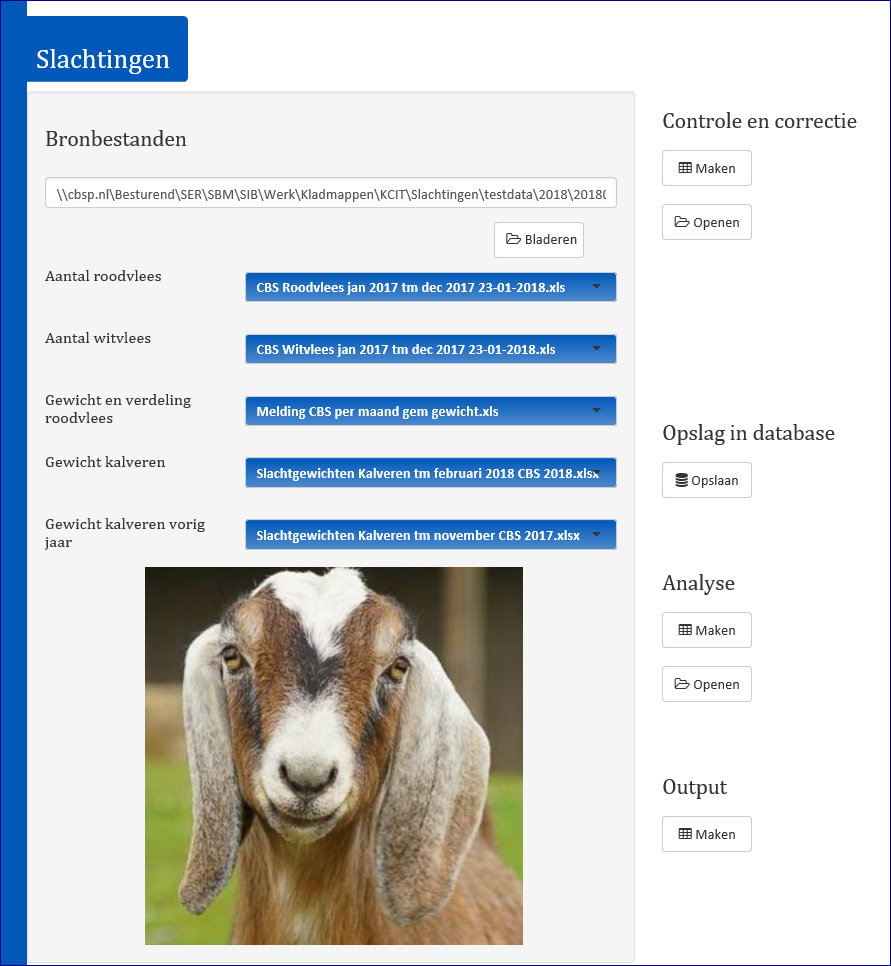 Slachtingen
Bronbestanden
\\cbsp.nl\Besturend\SER\SBM\SIB\Werk\Kladmappen\KCIT\Slachtingen\testdata\2018\2018
Bladeren
Aantal roodvlees
CBS Roodvlees jan 2017 tm dec 2017 23-01-2018.xls
Aantal witvlees
CBS Witvlees jan 2017 tm dec 2017 23-01-2018.xls
Gewicht en verdeling
roodvlees
Melding CBS per maand gem gewicht.xls
Gewicht kalveren
Slachtgewichten Kalveren tm februari 2018 CBS 2018.xlsx
Gewicht kalveren vorig
jaar
Slachtgewichten Kalveren tm november CBS 2017.xlsx
Controle en correctie
Maken
Openen
Opslag in database
Opslaan
Analyse
Maken
Openen
Output
Maken